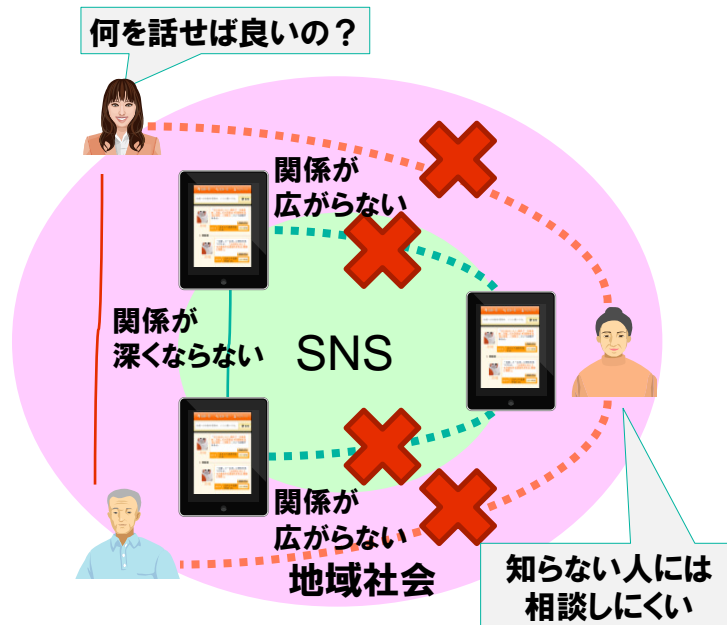 何を話せば良いの？
関係が
広がらない
関係が
深くならない
SNS
関係が
広がらない
地域社会
知らない人には
相談しにくい